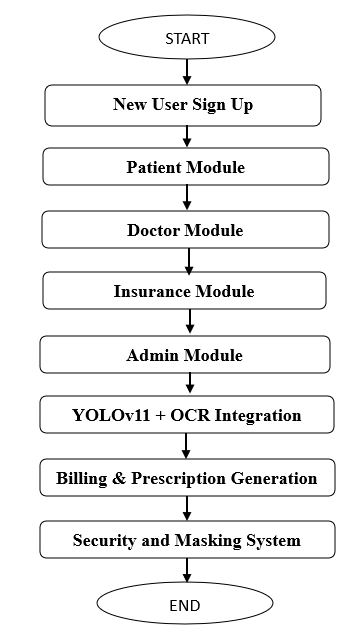 START
New User Sign Up
Patient Module
Doctor Module
Insurance Module
Admin Module
YOLOv11 + OCR Integration
Billing & Prescription Generation
Security and Masking System
END